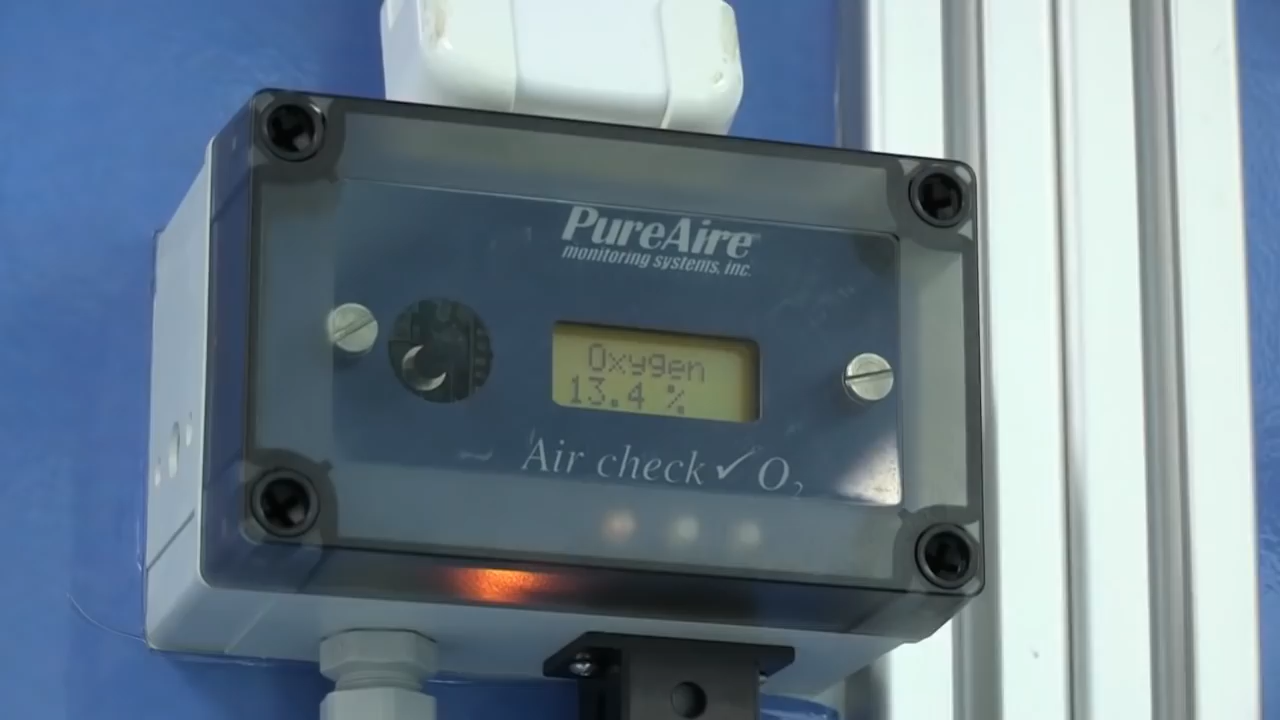 PureAire
monitoring systems, inc.
Oxygen
13.4 %
Air check✓ O₂